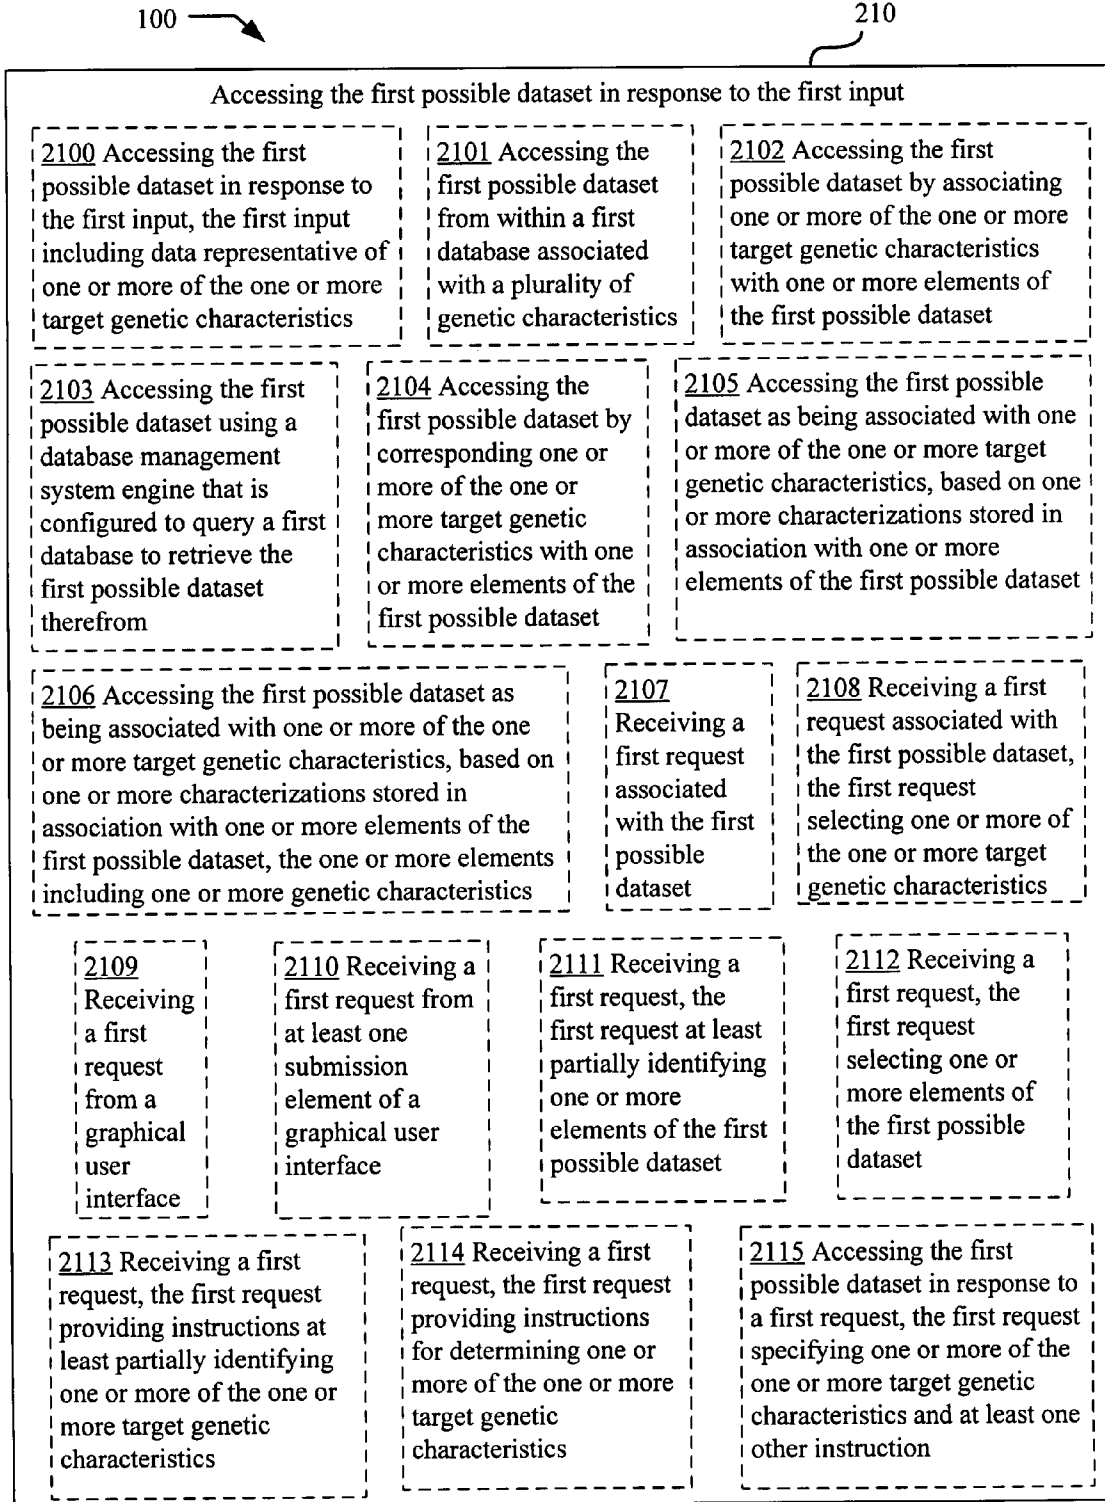 100
210
Accessing the first possible dataset in response to the first input
2100 Accessing the first
possible dataset in response to
the first input, the first input
including data representative of
one or more of the one or more
target genetic characteristics
2101 Accessing the
first possible dataset
from within a first
database associated
with a plurality of
genetic characteristics
2102 Accessing the first
possible dataset by associating
one or more of the one or more
target genetic characteristics
with one or more elements of
the first possible dataset
2103 Accessing the first
possible dataset using a
database management
system engine that is
configured to query a first
database to retrieve the
first possible dataset
therefrom
2104 Accessing the
first possible dataset by
corresponding one or
more of the one or
more target genetic
characteristics with one
or more elements of the
first possible dataset
2105 Accessing the first possible
dataset as being associated with one
or more of the one or more target
genetic characteristics, based on one
or more characterizations stored in
association with one or more
elements of the first possible dataset
2106 Accessing the first possible dataset as
being associated with one or more of the one
or more target genetic characteristics, based on
one or more characterizations stored in
association with one or more elements of the
first possible dataset, the one or more elements
including one or more genetic characteristics
2107
Receiving a
first request
associated
with the first
possible
dataset
2108 Receiving a first
request associated with
the first possible dataset,
the first request
selecting one or more of
the one or more target
genetic characteristics
2109
Receiving
a first
request
from a
graphical
user
interface
2110 Receiving a
first request from
at least one
submission
element of a
graphical user
interface
2111 Receiving a
first request, the
first request at least
partially identifying
one or more
elements of the first
possible dataset
2112 Receiving a
first request, the
first request
selecting one or
more elements of
the first possible
dataset
2113 Receiving a first
request, the first request
providing instructions at
least partially identifying
one or more of the one or
more target genetic
characteristics
2114 Receiving a first
request, the first request
providing instructions
for determining one or
more of the one or more
target genetic
characteristics
2115 Accessing the first
possible dataset in response to
a first request, the first request
specifying one or more of the
one or more target genetic
characteristics and at least one
other instruction